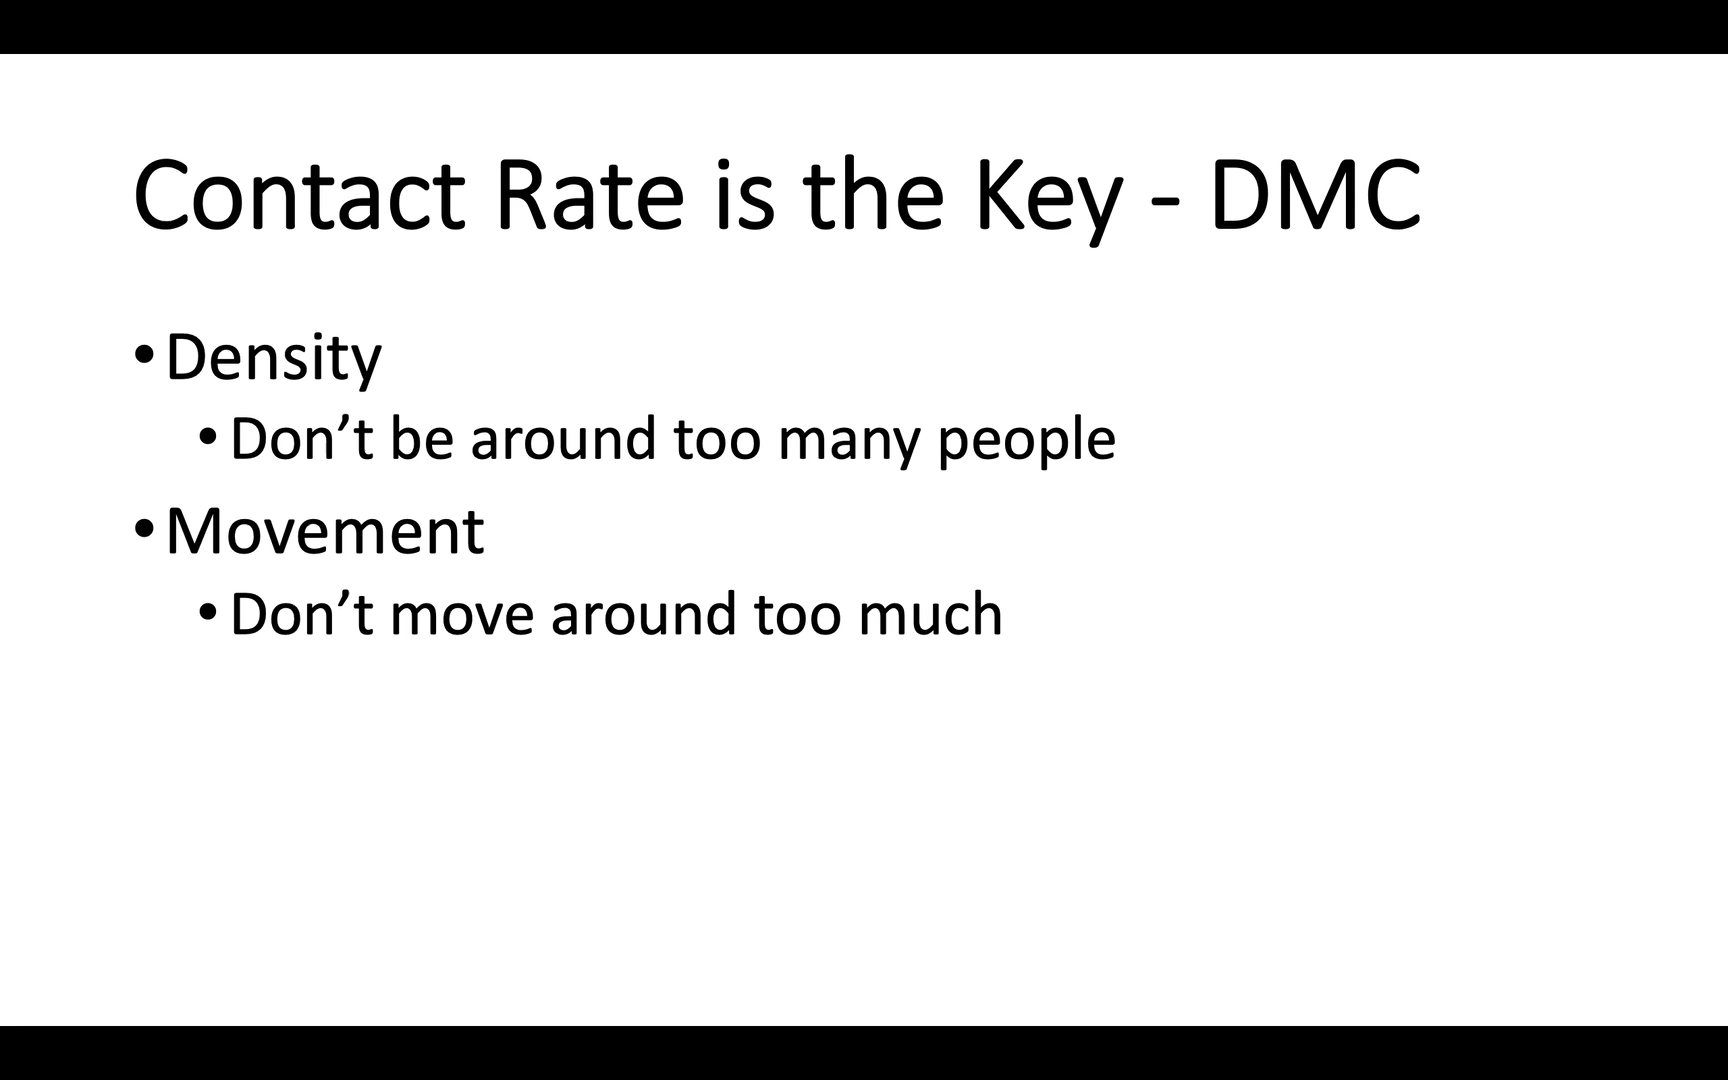 Contact Rate is the Key - DMC
• Density
• Don’t be around too many people
• Movement
• Don’t move around too much